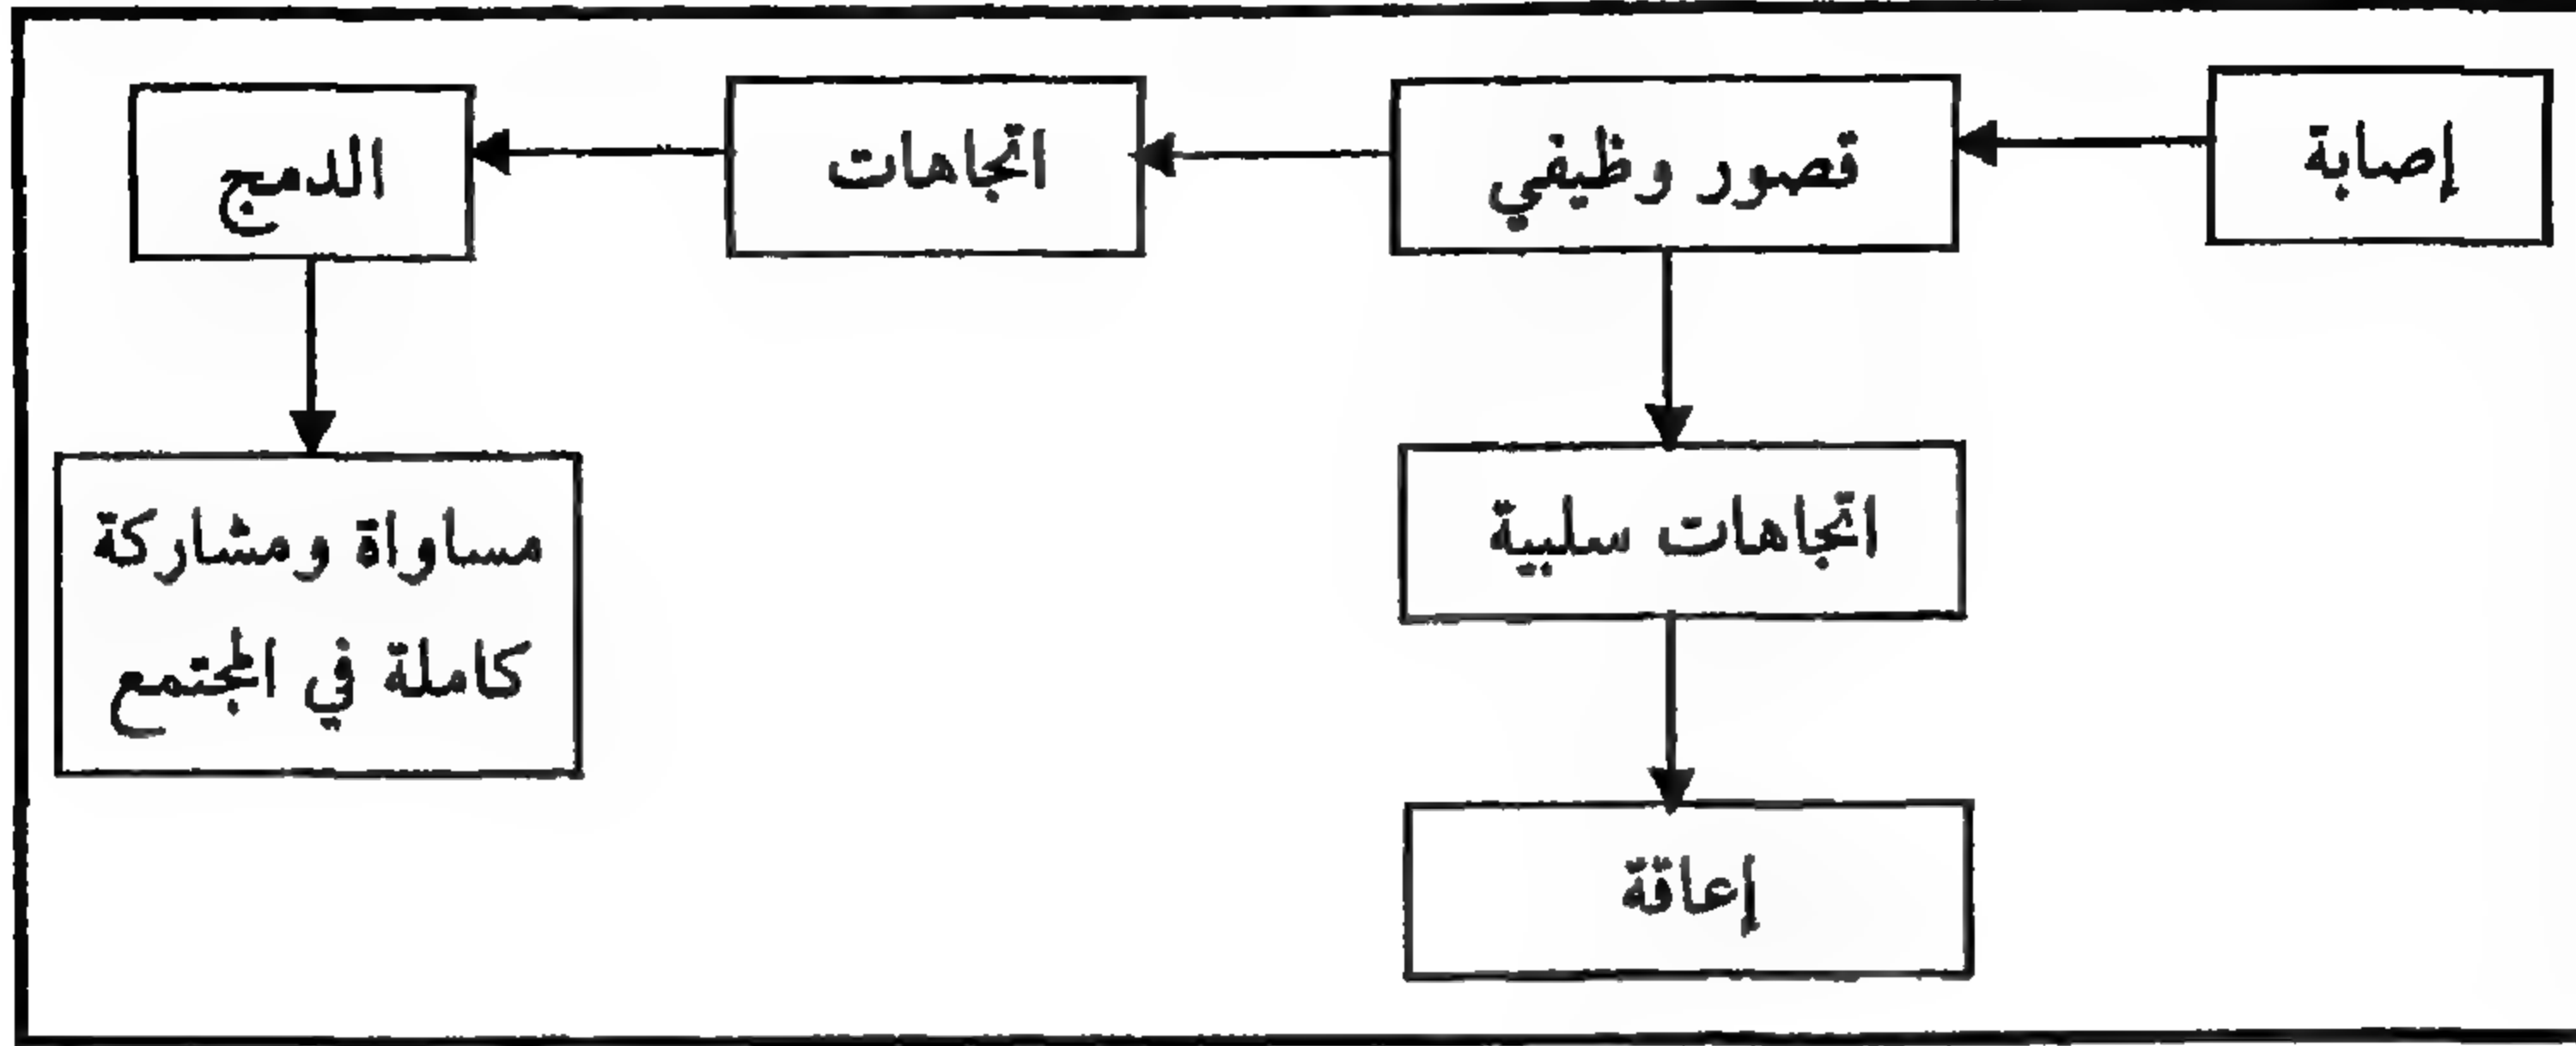 إصابة
قصور وظيفي
اتجاهات
الدمج
اتجاهات سلبية
إعاقة
مساواة ومشاركة
كاملة في المجتمع